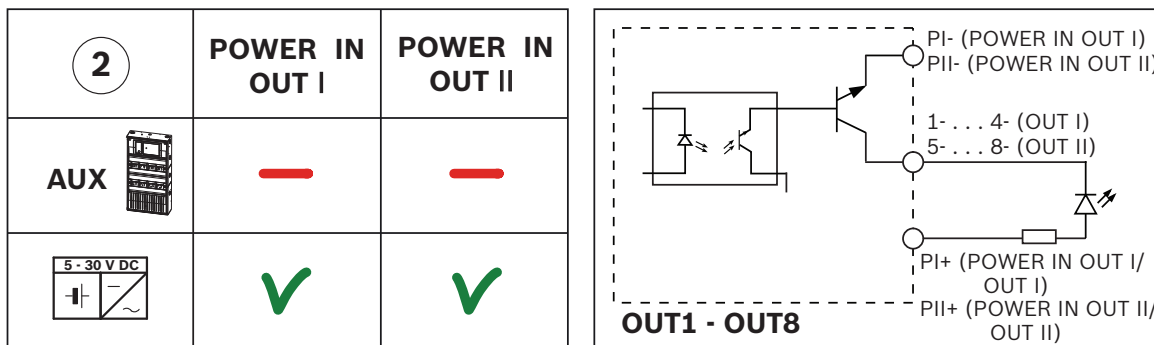 2
POWER IN
OUT I
POWER IN
OUT II
AUX
5 - 30 V DC
PI- (POWER IN OUT I)
PII- (POWER IN OUT II)
1- . . . 4- (OUT I)
5- . . . 8- (OUT II)
PI+ (POWER IN OUT I/
OUT I)
PII+ (POWER IN OUT II/
OUT II)
OUT1 - OUT8